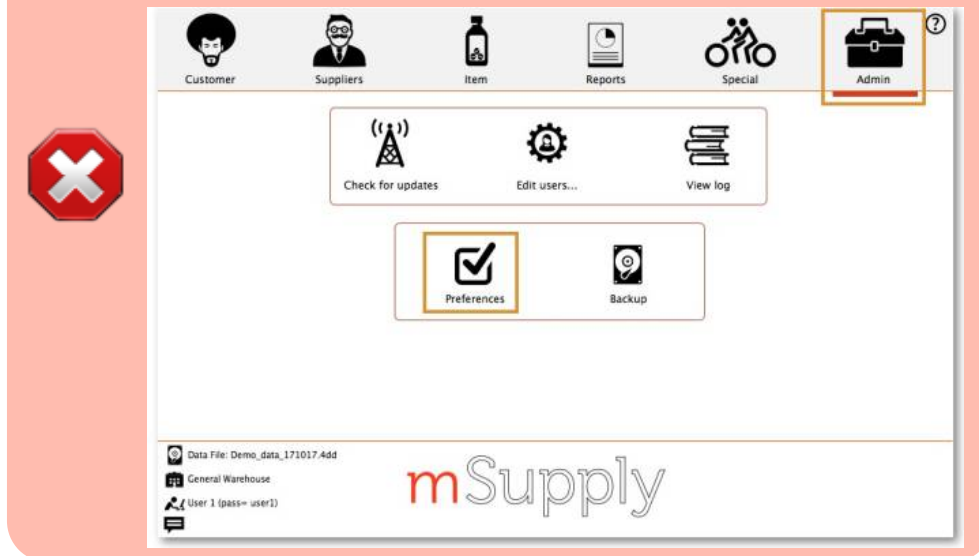 Customer Suppliers Item Reports Special Admin ?
Check for updates Edit users... View log
Preferences Backup
Data File: Demo_data_171017.4dd
General Warehouse
User 1 (pass= user1)
mSupply